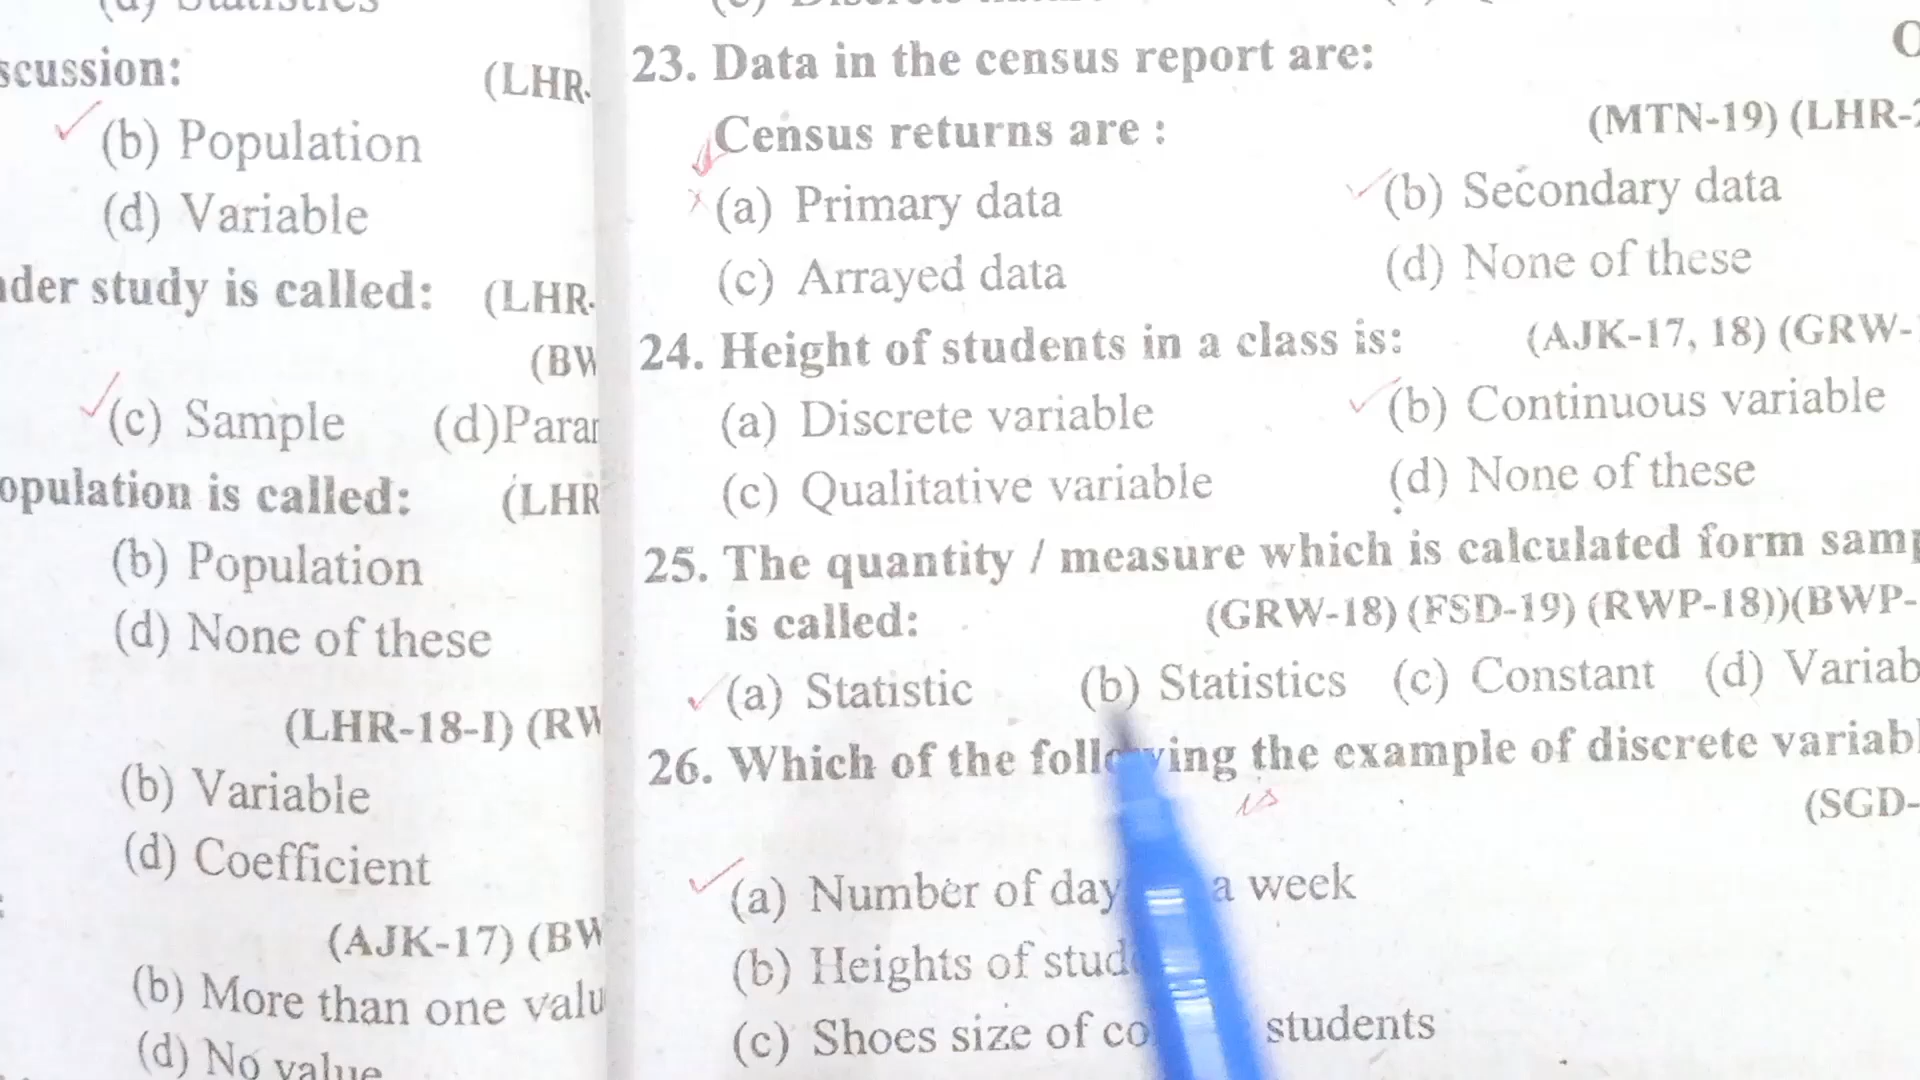 scussion: (LHR-
(b) Population
(d) Variable
der study is called: (LHR-
(BW
(c) Sample (d)Para
opulation is called: (LHR
(b) Population
(d) None of these
(LHR-18-I) (RW
(b) Variable
(d) Coefficient
(AJK-17) (BW
(b) More than one valu
(d) No value
23. Data in the census report are:
Census returns are :
(MTN-19) (LHR-
(a) Primary data (b) Secondary data
(c) Arrayed data (d) None of these
24. Height of students in a class is: (AJK-17, 18) (GRW-
(a) Discrete variable (b) Continuous variable
(c) Qualitative variable (d) None of these
25. The quantity / measure which is calculated form sam
is called: (GRW-18) (FSD-19) (RWP-18))(BWP-
(a) Statistic (b) Statistics (c) Constant (d) Variab
26. Which of the following the example of discrete variab
is
(SGD-
(a) Number of day a week
(b) Heights of stud
(c) Shoes size of co students